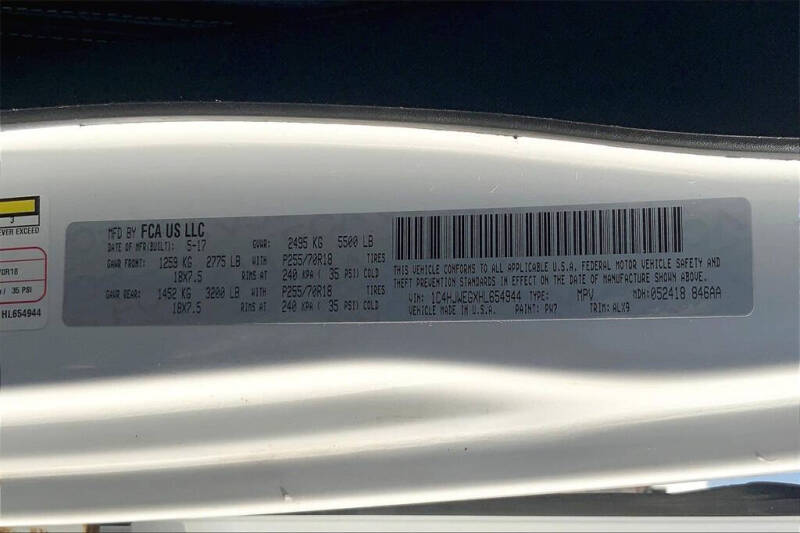 3
EVER EXCEED
70R18
/ 35 PSI
HL654944
MFD BY FCA US LLC
DATE OF MFR(BUILT): 5-17 GVWR: 2495 KG 5500 LB
GAWR FRONT: 1259 KG 2775 LB WITH P255/70R18 TIRES
18X7.5 RIMS AT 240 KPA ( 35 PSI) COLD
GAWR REAR: 1452 KG 3200 LB WITH P255/70R18 TIRES
18X7.5 RIMS AT 240 KPA ( 35 PSI) COLD
THIS VEHICLE CONFORMS TO ALL APPLICABLE U.S.A. FEDERAL MOTOR VEHICLE SAFETY AND
THEFT PREVENTION STANDARDS IN EFFECT ON THE DATE OF MANUFACTURE SHOWN ABOVE
VIN: 1C4HJWEGXHL654944 TYPE: MPV MDH:052418 846AA
VEHICLE MADE IN U.S.A. PAINT: PW7 TRIM: ALX9